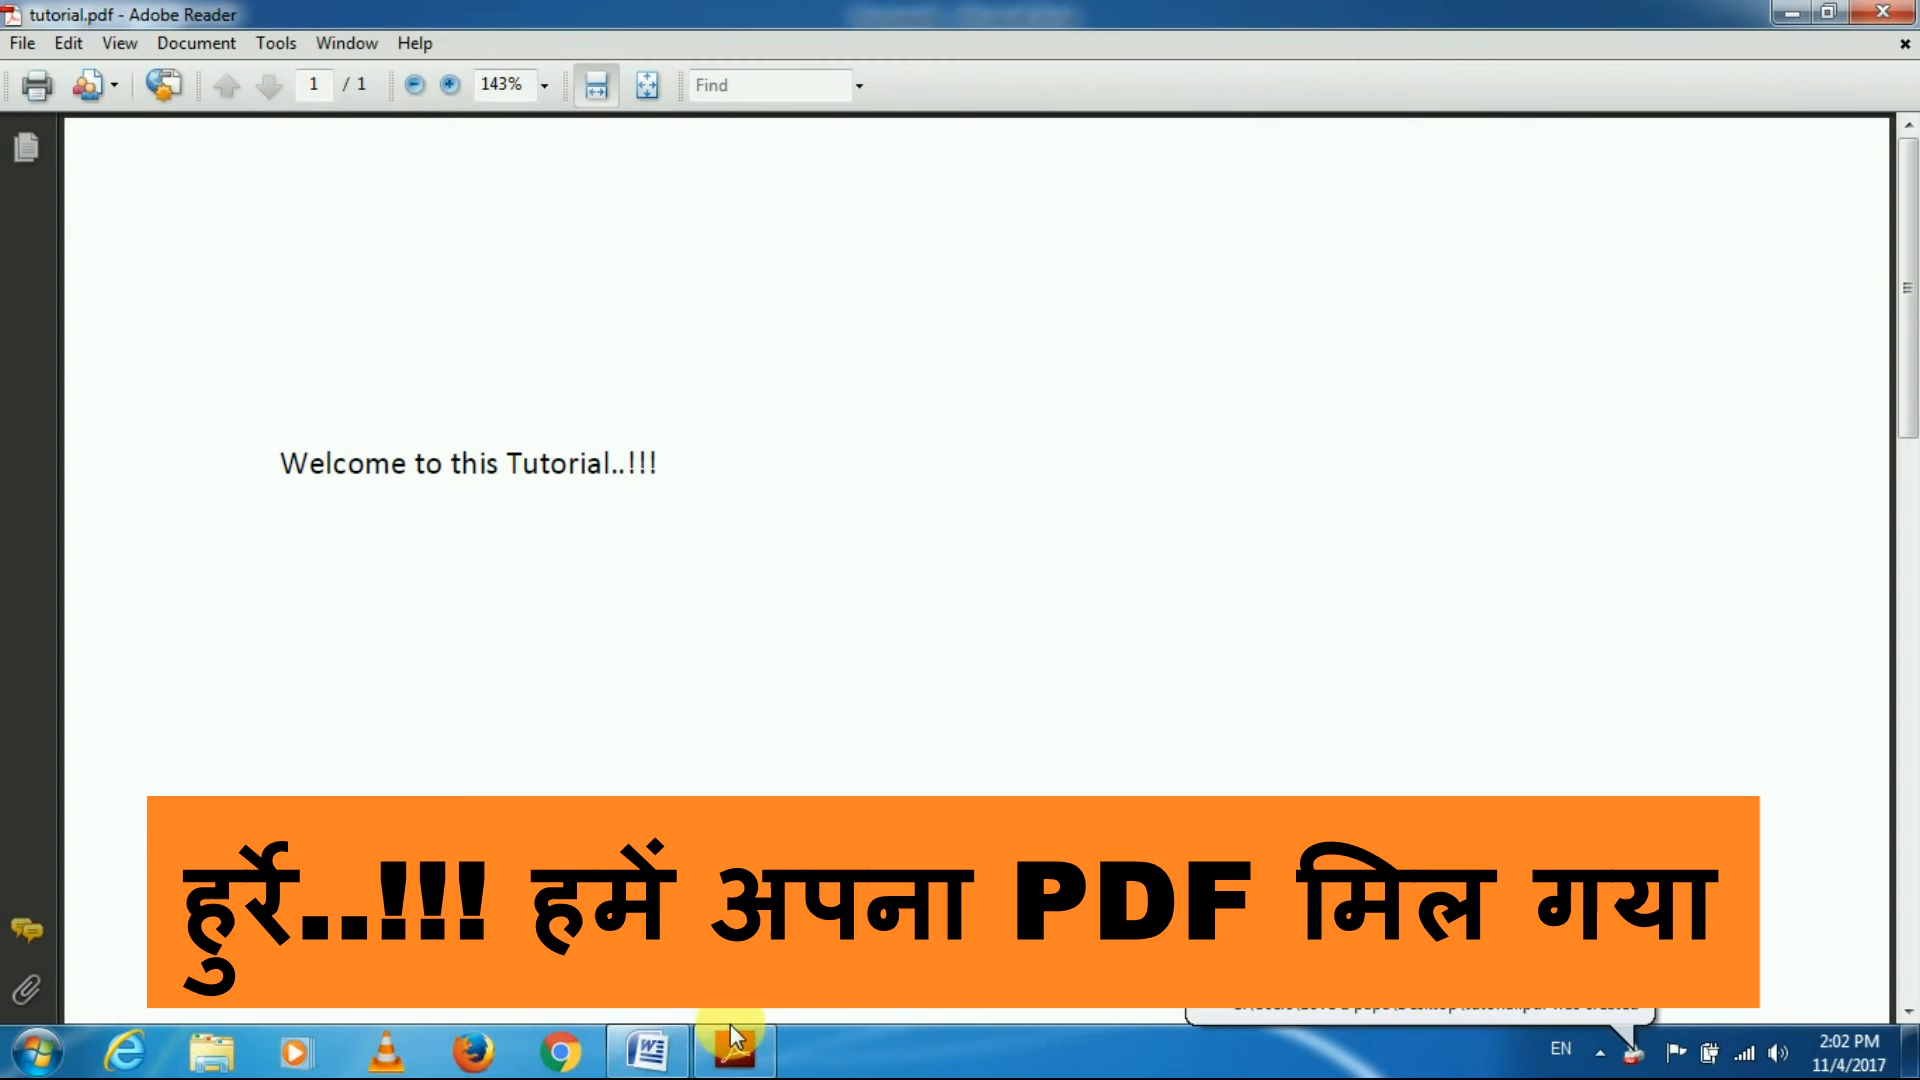 tutorial.pdf - Adobe Reader
File Edit View Document Tools Window Help
1 / 1 143% Find
Welcome to this Tutorial..!!!
हुर्रे..!!! हमें अपना PDF मिल गया
EN
2:02 PM
11/4/2017